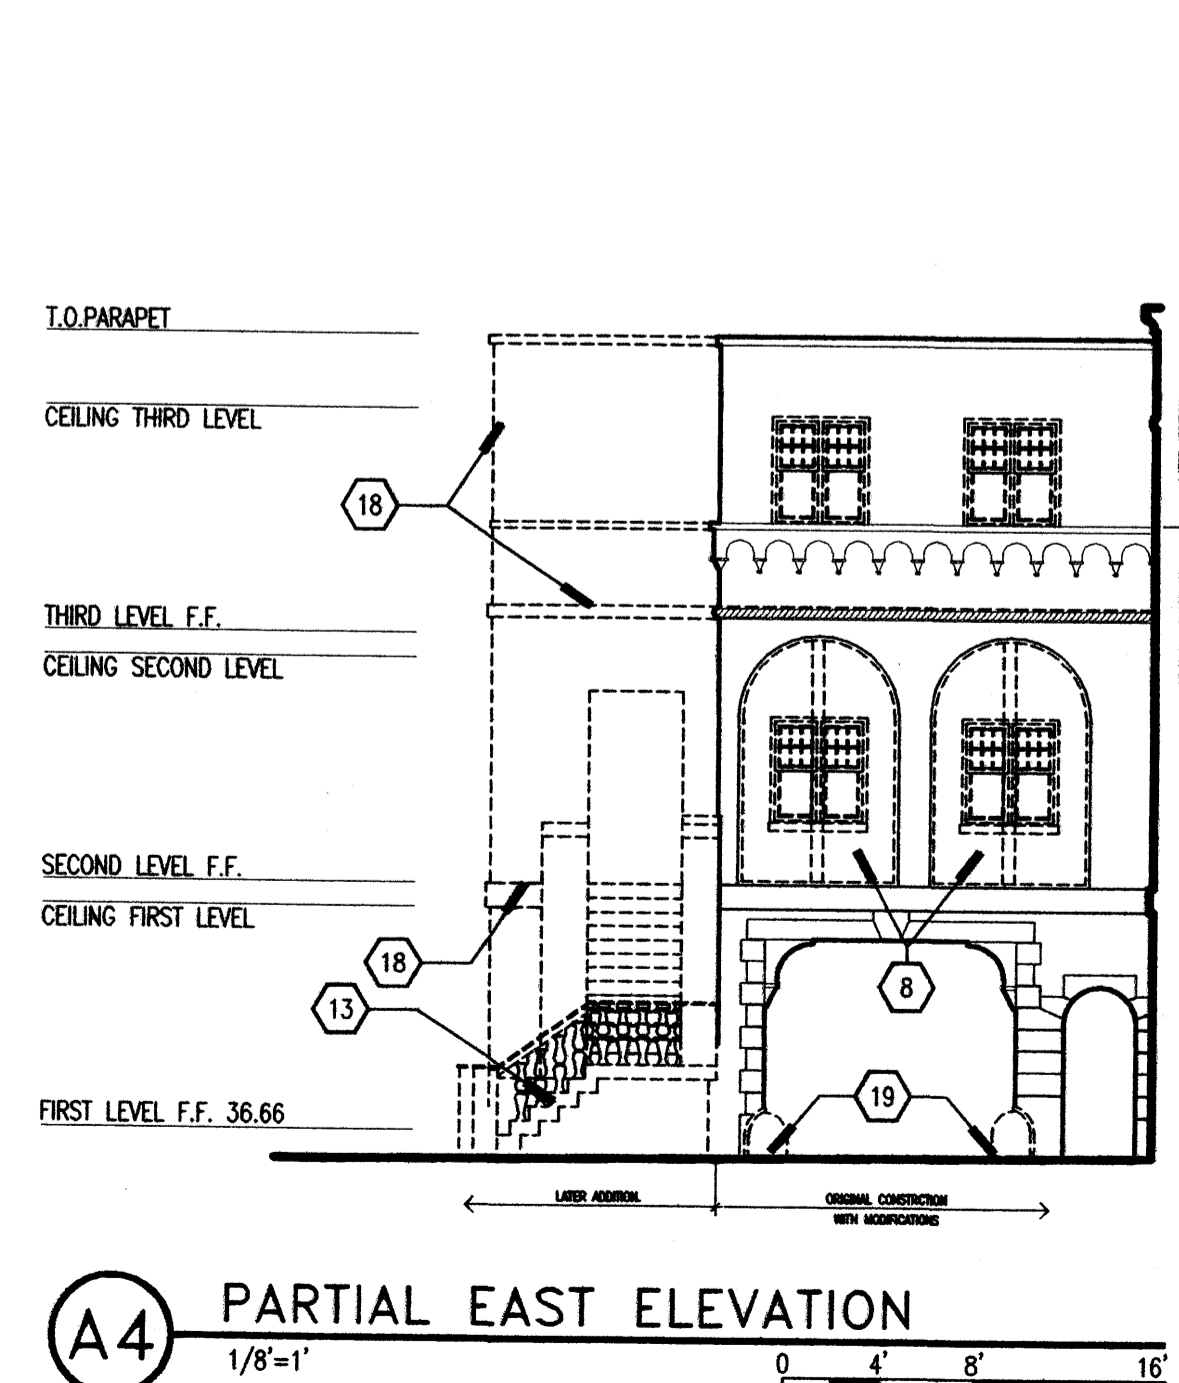 T.O.PARAPET
CEILING THIRD LEVEL
18
THIRD LEVEL F.F.
CEILING SECOND LEVEL
SECOND LEVEL F.F.
CEILING FIRST LEVEL
18
8
13
19
FIRST LEVEL F.F. 36.66
LATER ADDITION.
ORIGINAL CONSTRCTION
WITH MODIFICATIONS
A4
PARTIAL EAST ELEVATION
1/8'=1'
0 4' 8' 16'